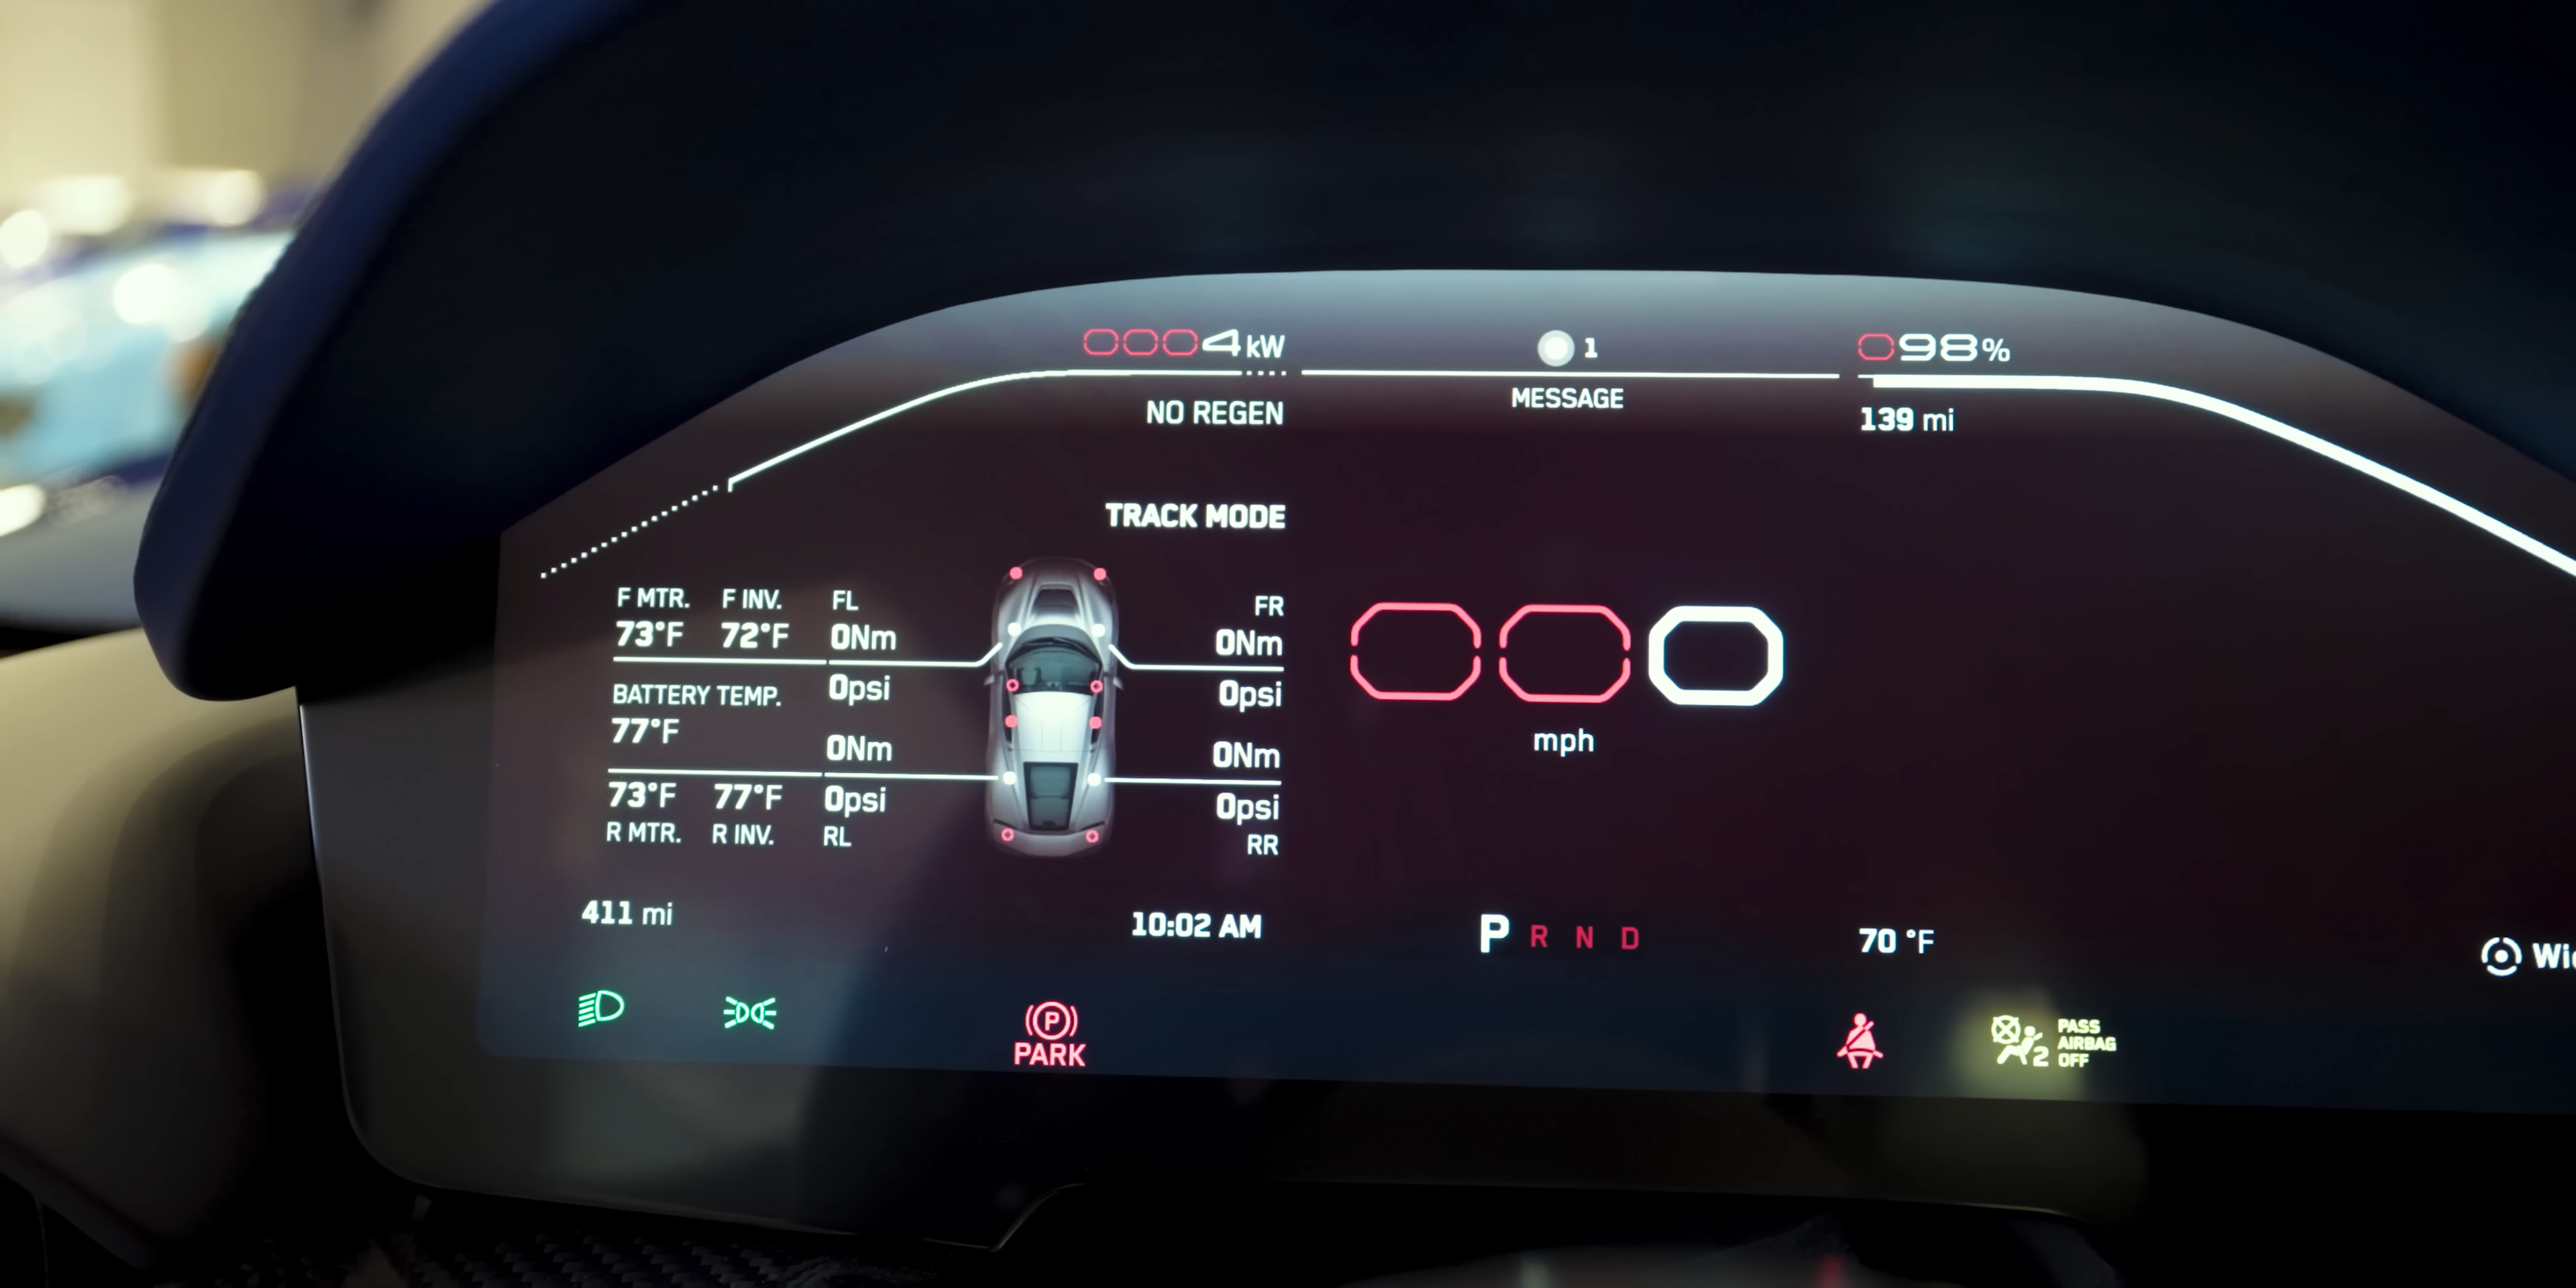 0004 kW
1
098%
NO REGEN
MESSAGE
139 mi
TRACK MODE
F MTR. F INV. FL FR
73°F 72°F 0Nm 0Nm
BATTERY TEMP. 0psi 0psi
77°F 0Nm 0Nm
73°F 77°F 0psi 0psi
R MTR. R INV. RL RR
000
mph
411 mi
10:02 AM
P R N D
70 °F
P
PARK
2
PASS
AIRBAG
OFF